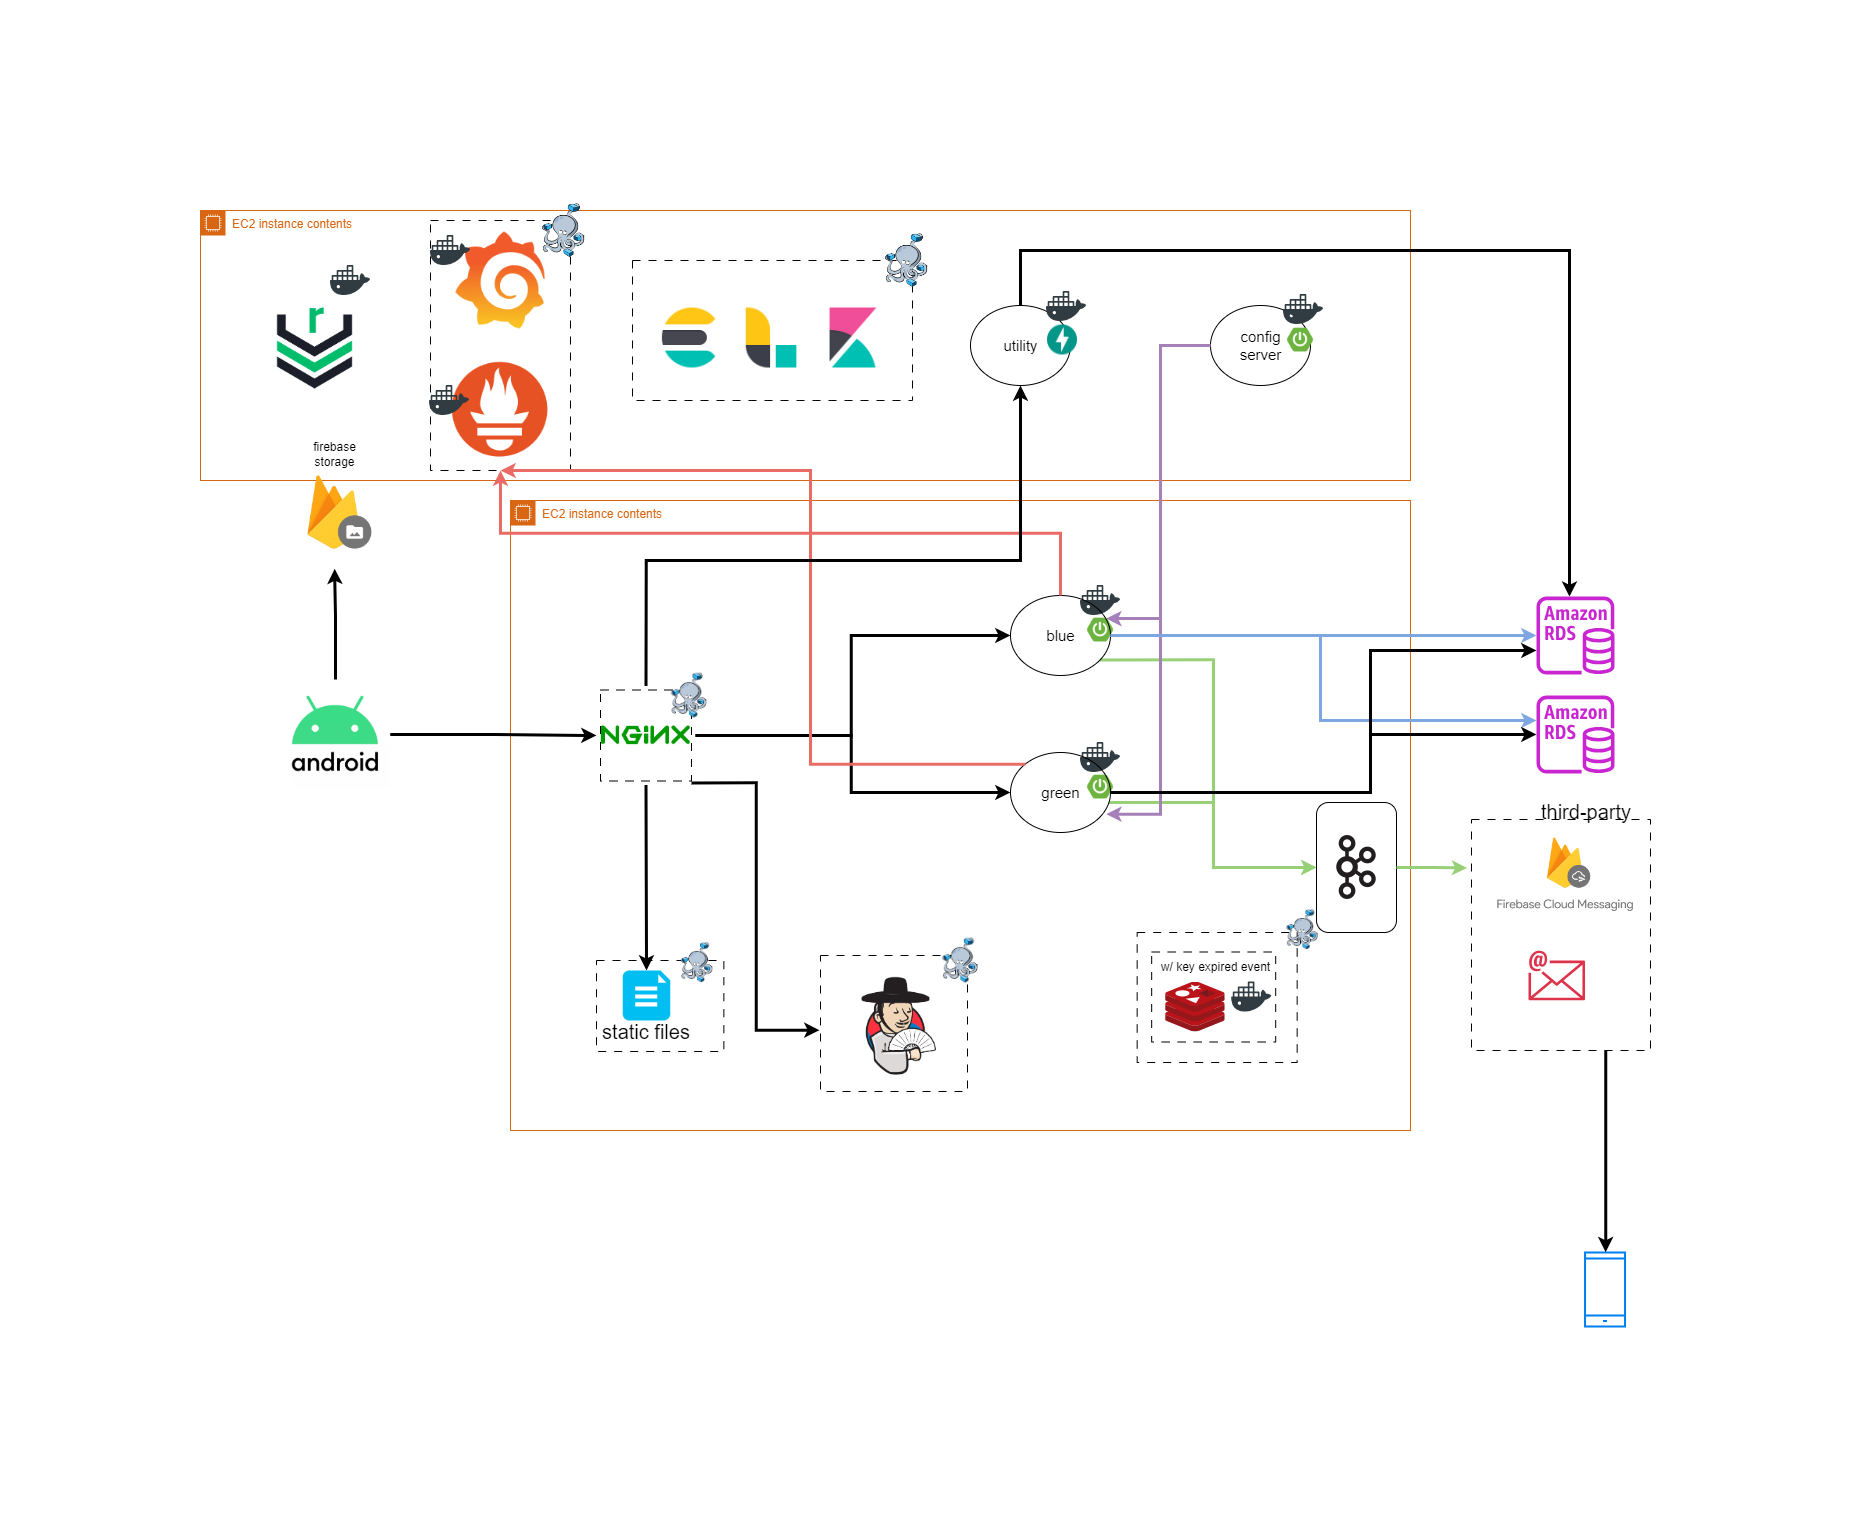 EC2 instance contents
r
utility
config
server
firebase
storage
EC2 instance contents
blue
Amazon
RDS
NGiNX
android
green
Amazon
RDS
third-party
Firebase Cloud Messaging
w/ key expired event
@
static files